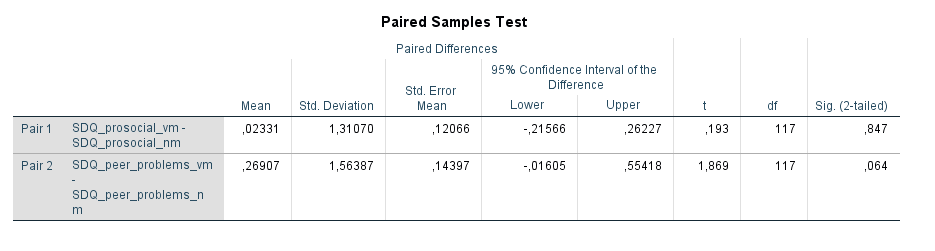 Paired Samples Test
Paired Differences
95% Confidence Interval of the
Difference
Std. Error
Mean Std. Deviation Mean Lower Upper t df Sig. (2-tailed)
Pair 1 SDQ_prosocial_vm - ,02331 1,31070 ,12066 -,21566 ,26227 ,193 117 ,847
SDQ_prosocial_nm
Pair 2 SDQ_peer_problems_vm ,26907 1,56387 ,14397 -,01605 ,55418 1,869 117 ,064
-
SDQ_peer_problems_n
m